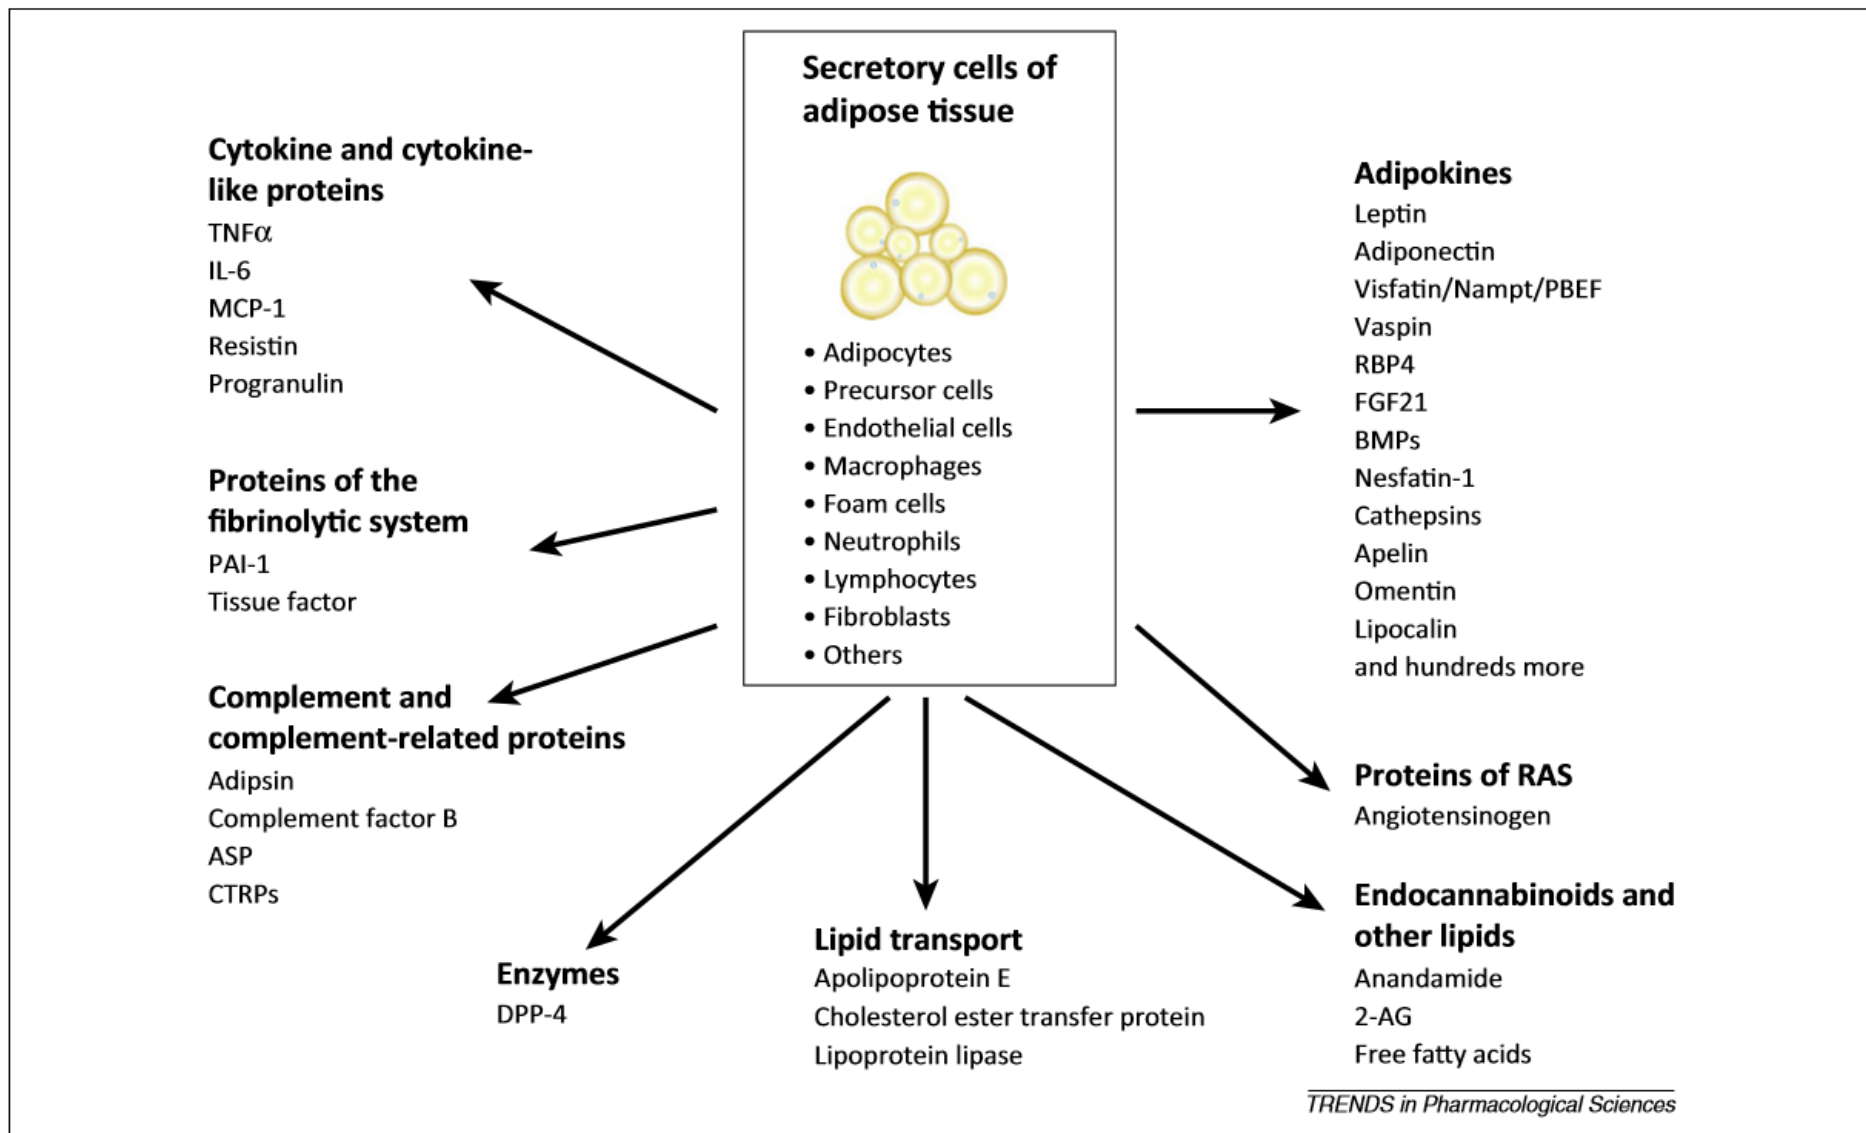 Secretory cells of
adipose tissue
• Adipocytes
• Precursor cells
• Endothelial cells
• Macrophages
• Foam cells
• Neutrophils
• Lymphocytes
• Fibroblasts
• Others
Cytokine and cytokine-
like proteins
TNFα
IL-6
MCP-1
Resistin
Progranulin
Proteins of the
fibrinolytic system
PAI-1
Tissue factor
Complement and
complement-related proteins
Adipsin
Complement factor B
ASP
CTRPs
Enzymes
DPP-4
Lipid transport
Apolipoprotein E
Cholesterol ester transfer protein
Lipoprotein lipase
Adipokines
Leptin
Adiponectin
Visfatin/Nampt/PBEF
Vaspin
RBP4
FGF21
BMPs
Nesfatin-1
Cathepsins
Apelin
Omentin
Lipocalin
and hundreds more
Proteins of RAS
Angiotensinogen
Endocannabinoids and
other lipids
Anandamide
2-AG
Free fatty acids
TRENDS in Pharmacological Sciences